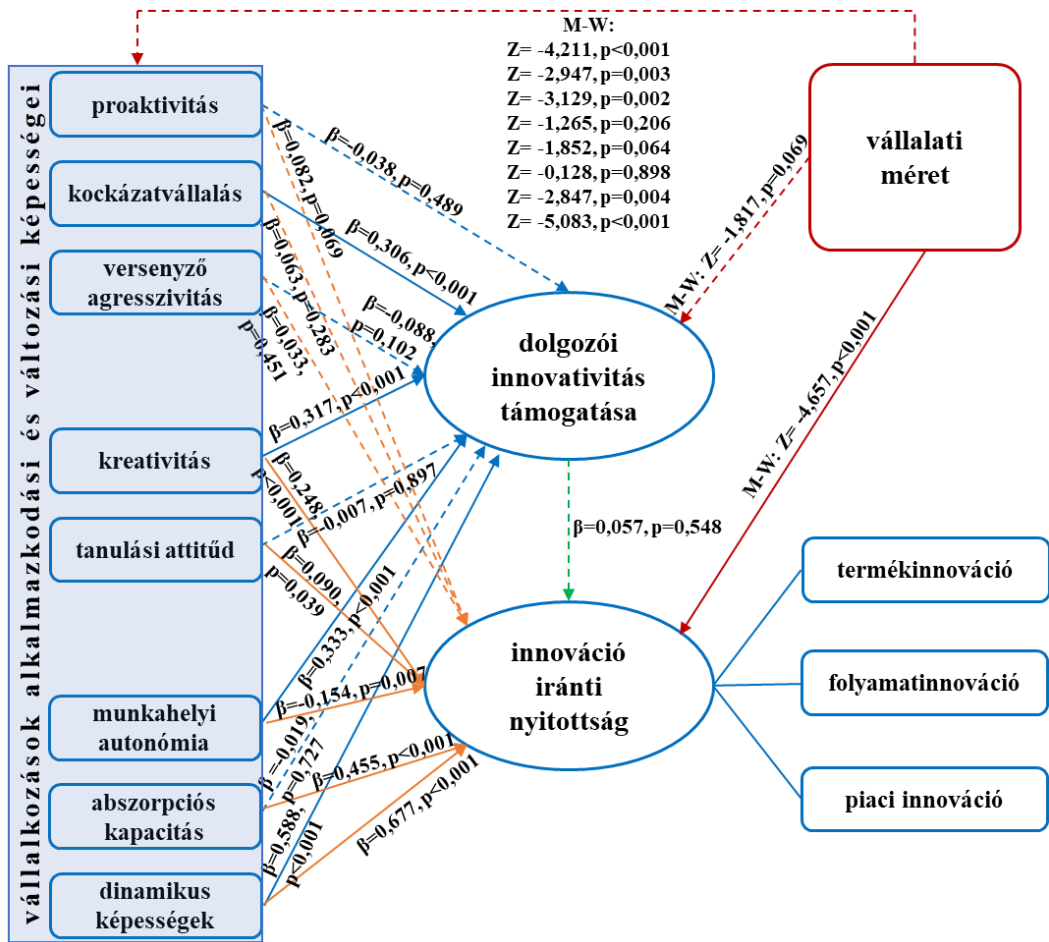 M-W:
Z= -4,211, p<0,001
Z= -2,947, p=0,003
Z= -3,129, p=0,002
Z= -1,265, p=0,206
Z= -1,852, p=0,064
Z= -0,128, p=0,898
Z= -2,847, p=0,004
Z= -5,083, p<0,001
vállalkozások alkalmazkodási és változási képességei
proaktivitás
kockázatvállalás
versenyző
agresszivitás
kreativitás
tanulási attitűd
munkahelyi
autonómia
abszorpciós
kapacitás
dinamikus
képességek
β=-0,038, p=0,489
β=0,082, p=0,069
β=0,306, p<0,001
β=0,063, p=0,283
β=-0,088,
p=0,102
β=0,033,
p=0,451
β=0,317, p<0,001
β=0,248,
p<0,001
β=-0,007, p=0,897
β=0,090,
p=0,039
β=0,333, p<0,001
β=-0,154, p=0,007
β =-0,019,
p=0,727
β=0,455, p<0,001
β=0,588,
p<0,001
β=0,677, p<0,001
dolgozói
innovativitás
támogatása
β=0,057, p=0,548
innováció
iránti
nyitottság
vállalati
méret
M-W: Z= -1,817, p=0,069
M-W: Z= -4,657, p<0,001
termékinnováció
folyamatinnováció
piaci innováció